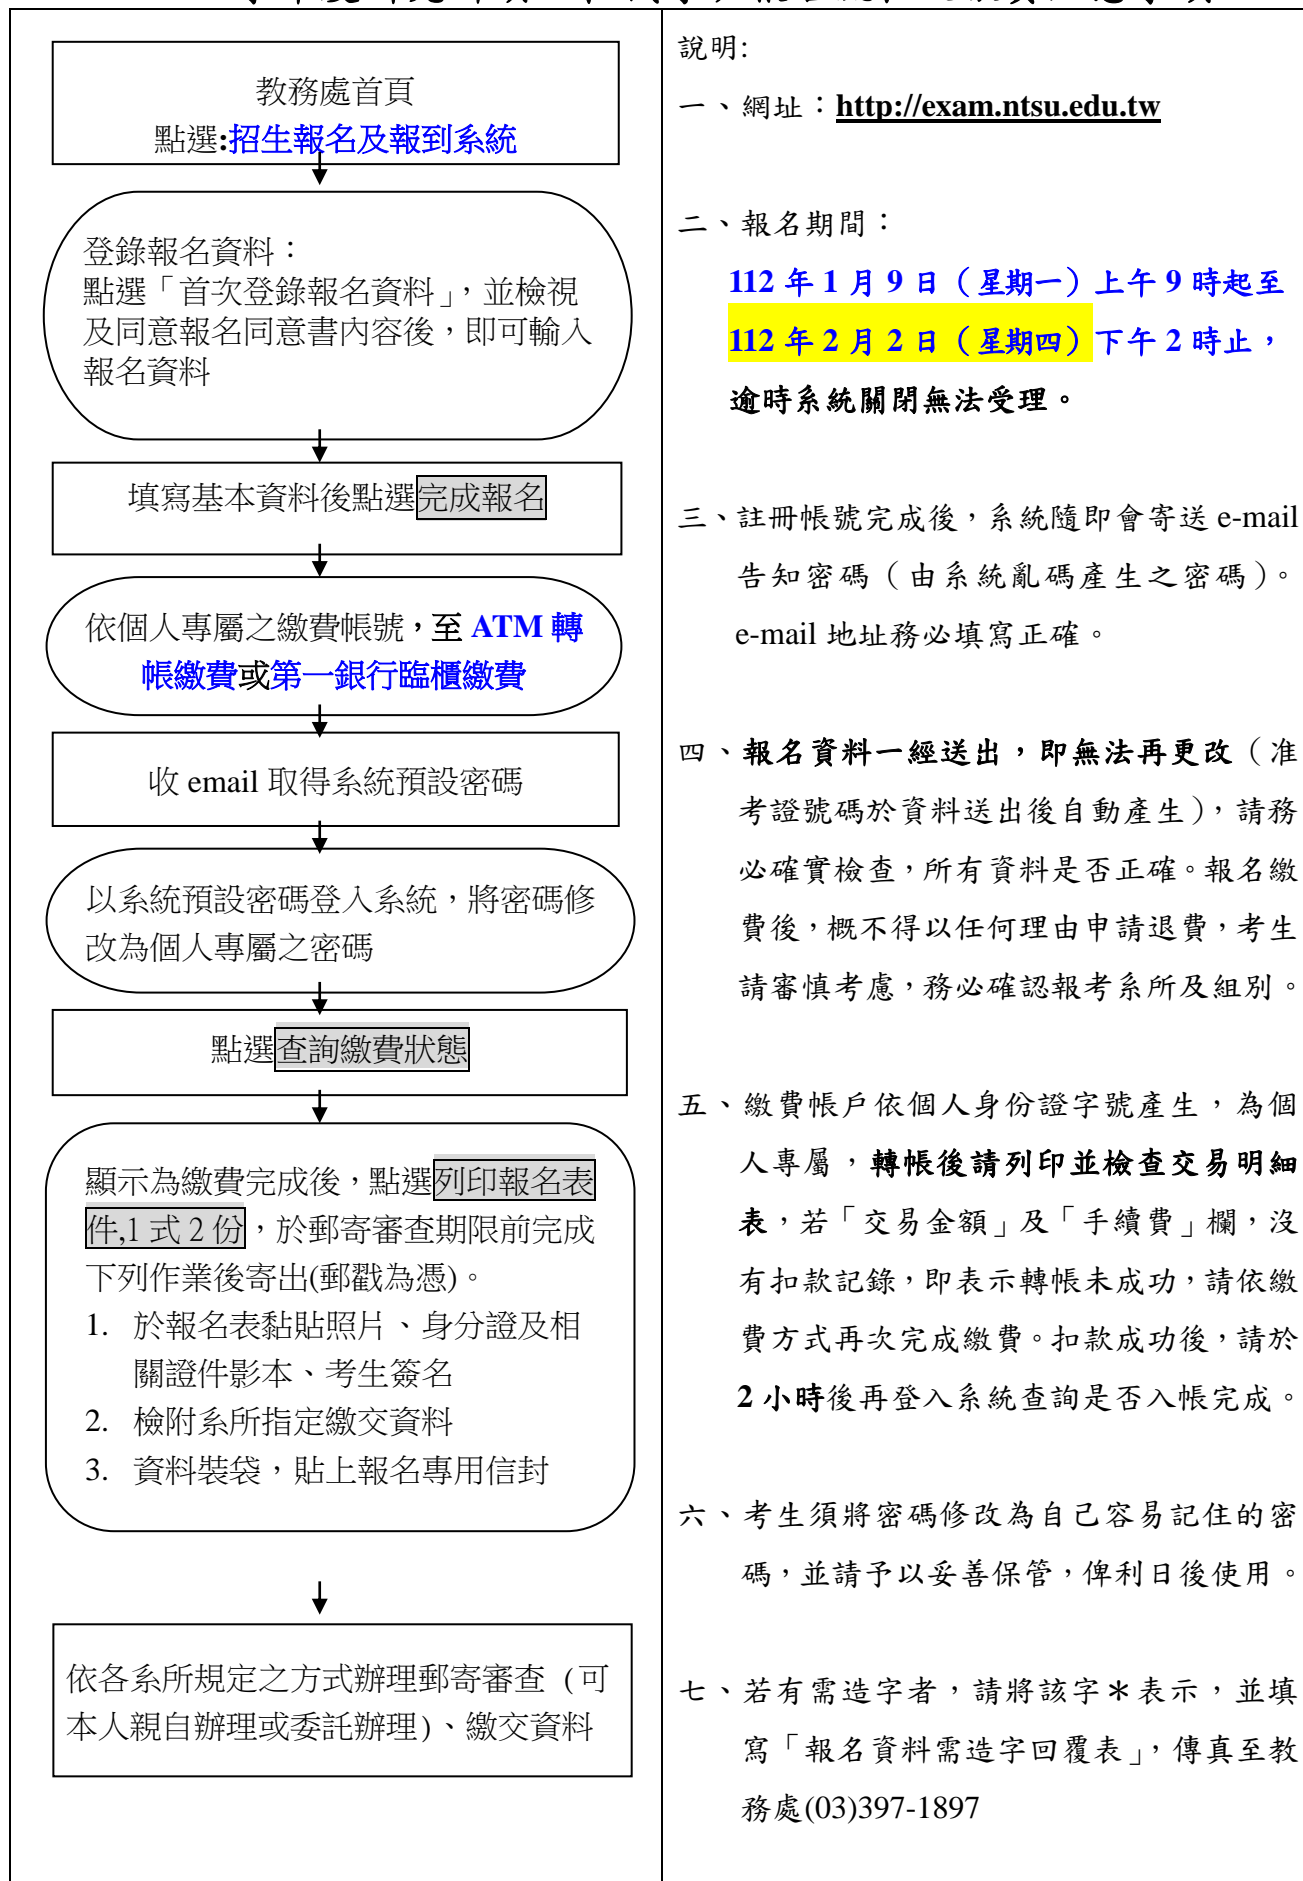 教務處首頁
點選:招生報名及報到系統
登錄報名資料：
點選「首次登錄報名資料」，並檢視
及同意報名同意書內容後，即可輸入
報名資料
填寫基本資料後點選完成報名
依個人專屬之繳費帳號，至 ATM 轉
帳繳費或第一銀行臨櫃繳費
收 email 取得系統預設密碼
以系統預設密碼登入系統，將密碼修
改為個人專屬之密碼
點選查詢繳費狀態
顯示為繳費完成後，點選列印報名表
件,1 式 2 份，於郵寄審查期限前完成
下列作業後寄出(郵戳為憑)。
1. 於報名表黏貼照片、身分證及相
關證件影本、考生簽名
2. 檢附系所指定繳交資料
3. 資料裝袋，貼上報名專用信封
依各系所規定之方式辦理郵寄審查（可
本人親自辦理或委託辦理)、繳交資料
說明:
一、網址：http://exam.ntsu.edu.tw
二、報名期間：
112 年 1 月 9 日（星期一）上午 9 時起至
112 年 2 月 2 日（星期四）下午 2 時止，
逾時系統關閉無法受理。
三、註冊帳號完成後，系統隨即會寄送 e-mail
告知密碼（由系統亂碼產生之密碼）。
e-mail 地址務必填寫正確。
四、報名資料一經送出，即無法再更改（准
考證號碼於資料送出後自動產生），請務
必確實檢查，所有資料是否正確。報名繳
費後，概不得以任何理由申請退費，考生
請審慎考慮，務必確認報考系所及組別。
五、繳費帳戶依個人身份證字號產生，為個
人專屬，轉帳後請列印並檢查交易明細
表，若「交易金額」及「手續費」欄，沒
有扣款記錄，即表示轉帳未成功，請依繳
費方式再次完成繳費。扣款成功後，請於
2 小時後再登入系統查詢是否入帳完成。
六、考生須將密碼修改為自己容易記住的密
碼，並請予以妥善保管，俾利日後使用。
七、若有需造字者，請將該字＊表示，並填
寫「報名資料需造字回覆表」，傳真至教
務處(03)397-1897